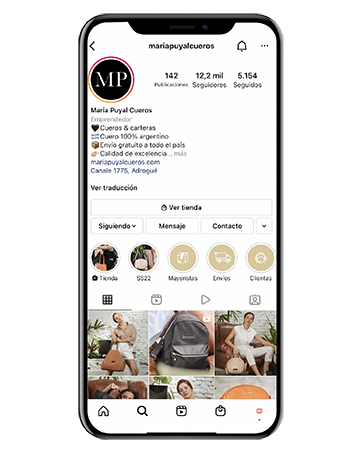 mariapuyalcueros
MP
142
12,2 mil
5.154
Publicaciones
Seguidores
Seguidos
Maria Puyal Cueros
Emprendedor
Cueros & carteras
Cuero 100% argentino
Envío gratuito a todo el país
Calidad de excelencia... más
mariapuyalcueros.com
Canale 1775, Adrogué
Ver traducción
Ver tienda
Siguiendo
Mensaje
Contacto
Tienda
SS22
Mayoristas
Envíos
Clientas